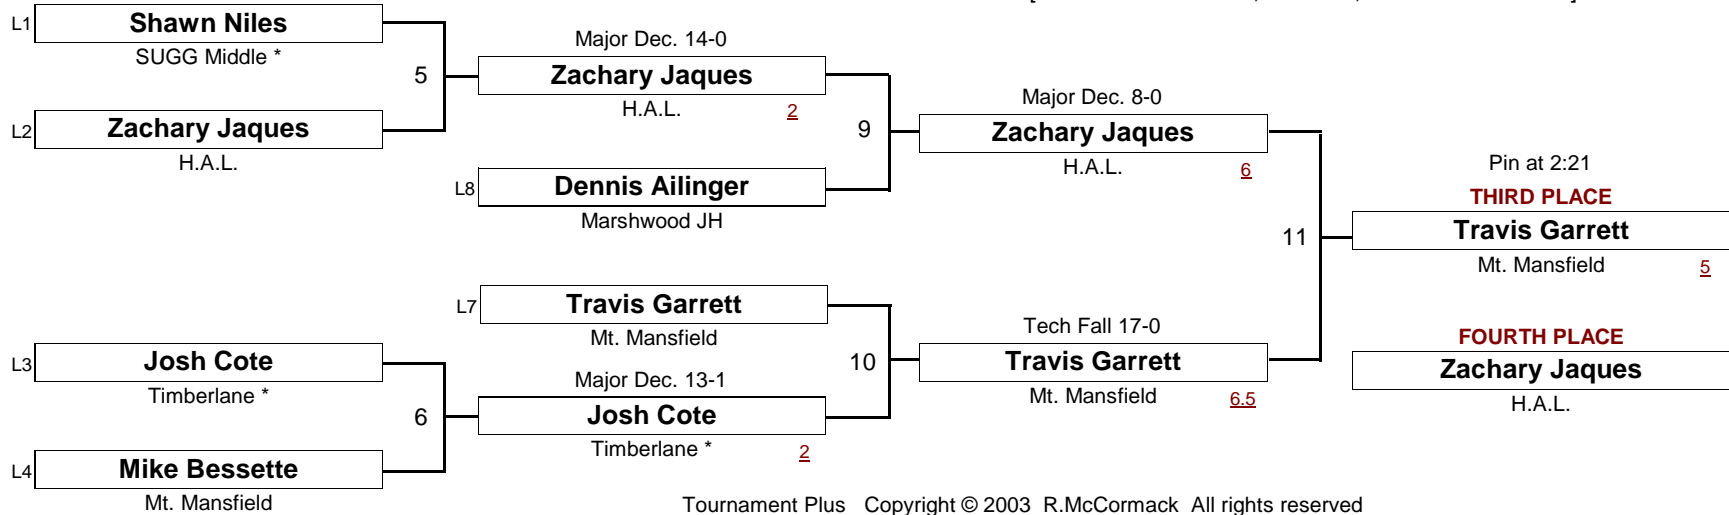 L1 Shawn Niles
SUGG Middle *
5
L2 Zachary Jaques
H.A.L.
Major Dec. 14-0
Zachary Jaques
H.A.L. 2
9
L8 Dennis Ailinger
Marshwood JH
Major Dec. 8-0
Zachary Jaques
H.A.L. 6
11
Pin at 2:21
THIRD PLACE
Travis Garrett
Mt. Mansfield 5
L7 Travis Garrett
Mt. Mansfield
10
L3 Josh Cote
Timberlane *
6
L4 Mike Bessette
Mt. Mansfield
Major Dec. 13-1
Josh Cote
Timberlane * 2
Tech Fall 17-0
Travis Garrett
Mt. Mansfield 6.5
FOURTH PLACE
Zachary Jaques
H.A.L.
Tournament Plus Copyright © 2003 R.McCormack All rights reserved